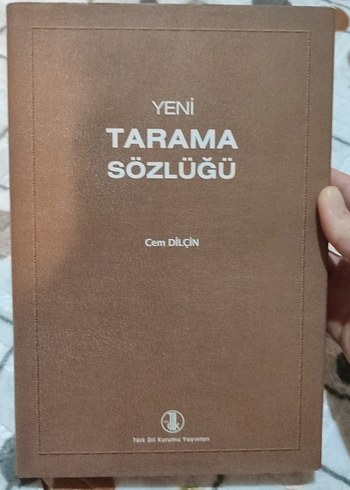 YENİ
TARAMA
SÖZLÜĞÜ
Cem DİLÇİN
Türk Dil Kurumu Yayınları